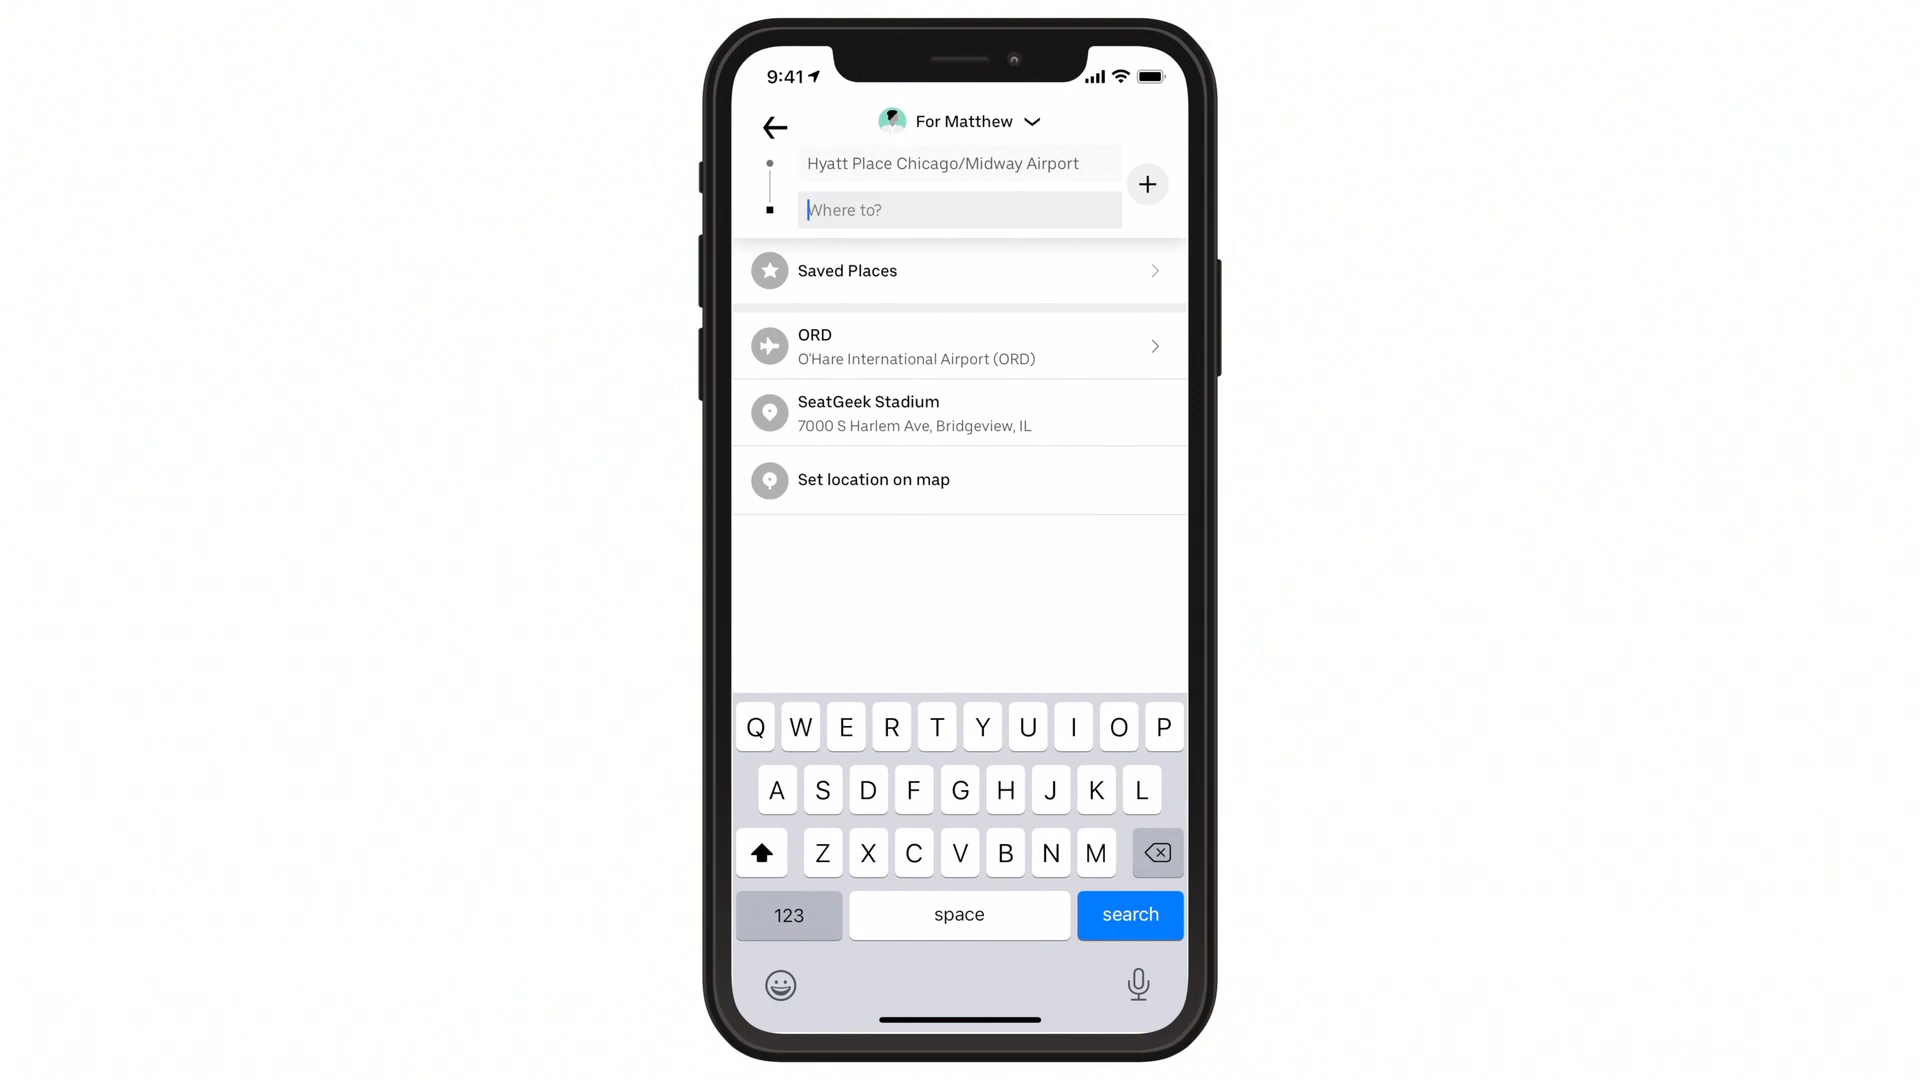 9:41
For Matthew
Hyatt Place Chicago/Midway Airport
Where to?
Saved Places
ORD
O'Hare International Airport (ORD)
SeatGeek Stadium
7000 S Harlem Ave, Bridgeview, IL
Set location on map
Q W E R T Y U I O P
A S D F G H J K L
Z X C V B N M
123 space search